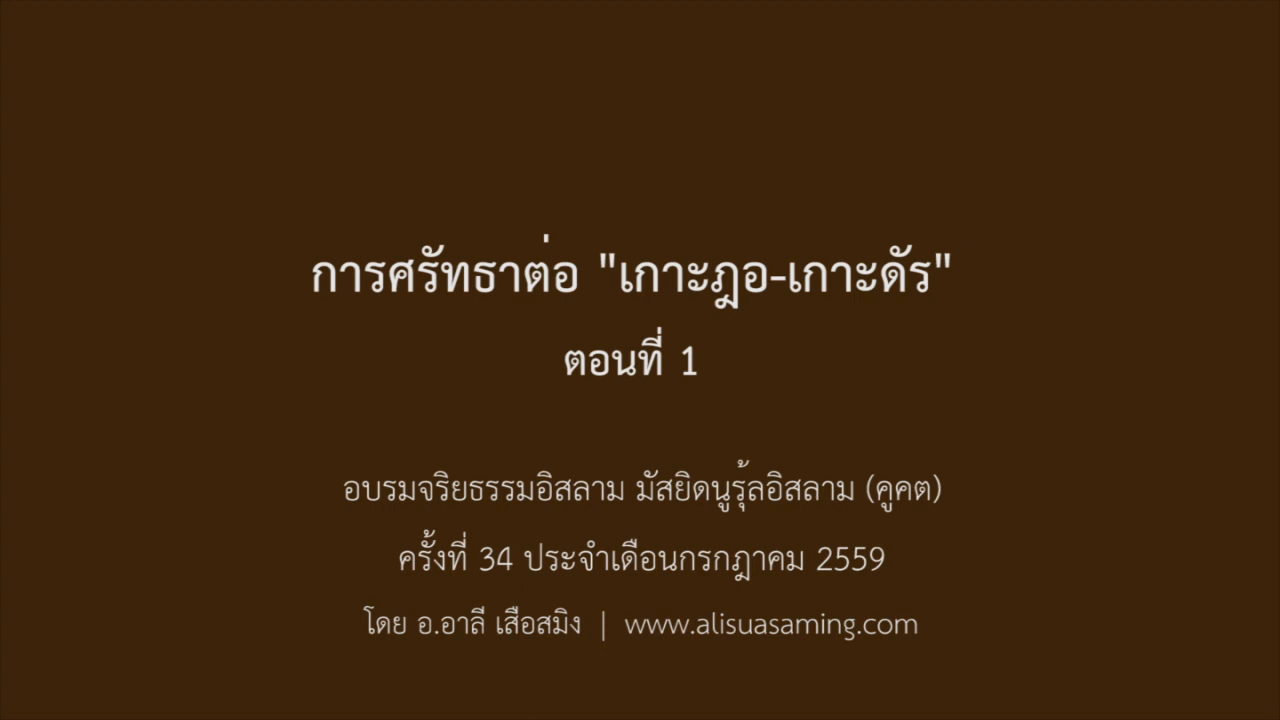 การศรัทธาต่อ "เกาะฎอ-เกาะดัร"
ตอนที่ 1
อบรมจริยธรรมอิสลาม มัสยิดนูรุ้ลอิสลาม (คูคต)
ครั้งที่ 34 ประจำเดือนกรกฎาคม 2559
โดย อ.อาลี เสือสมิง | www.alisuasaming.com